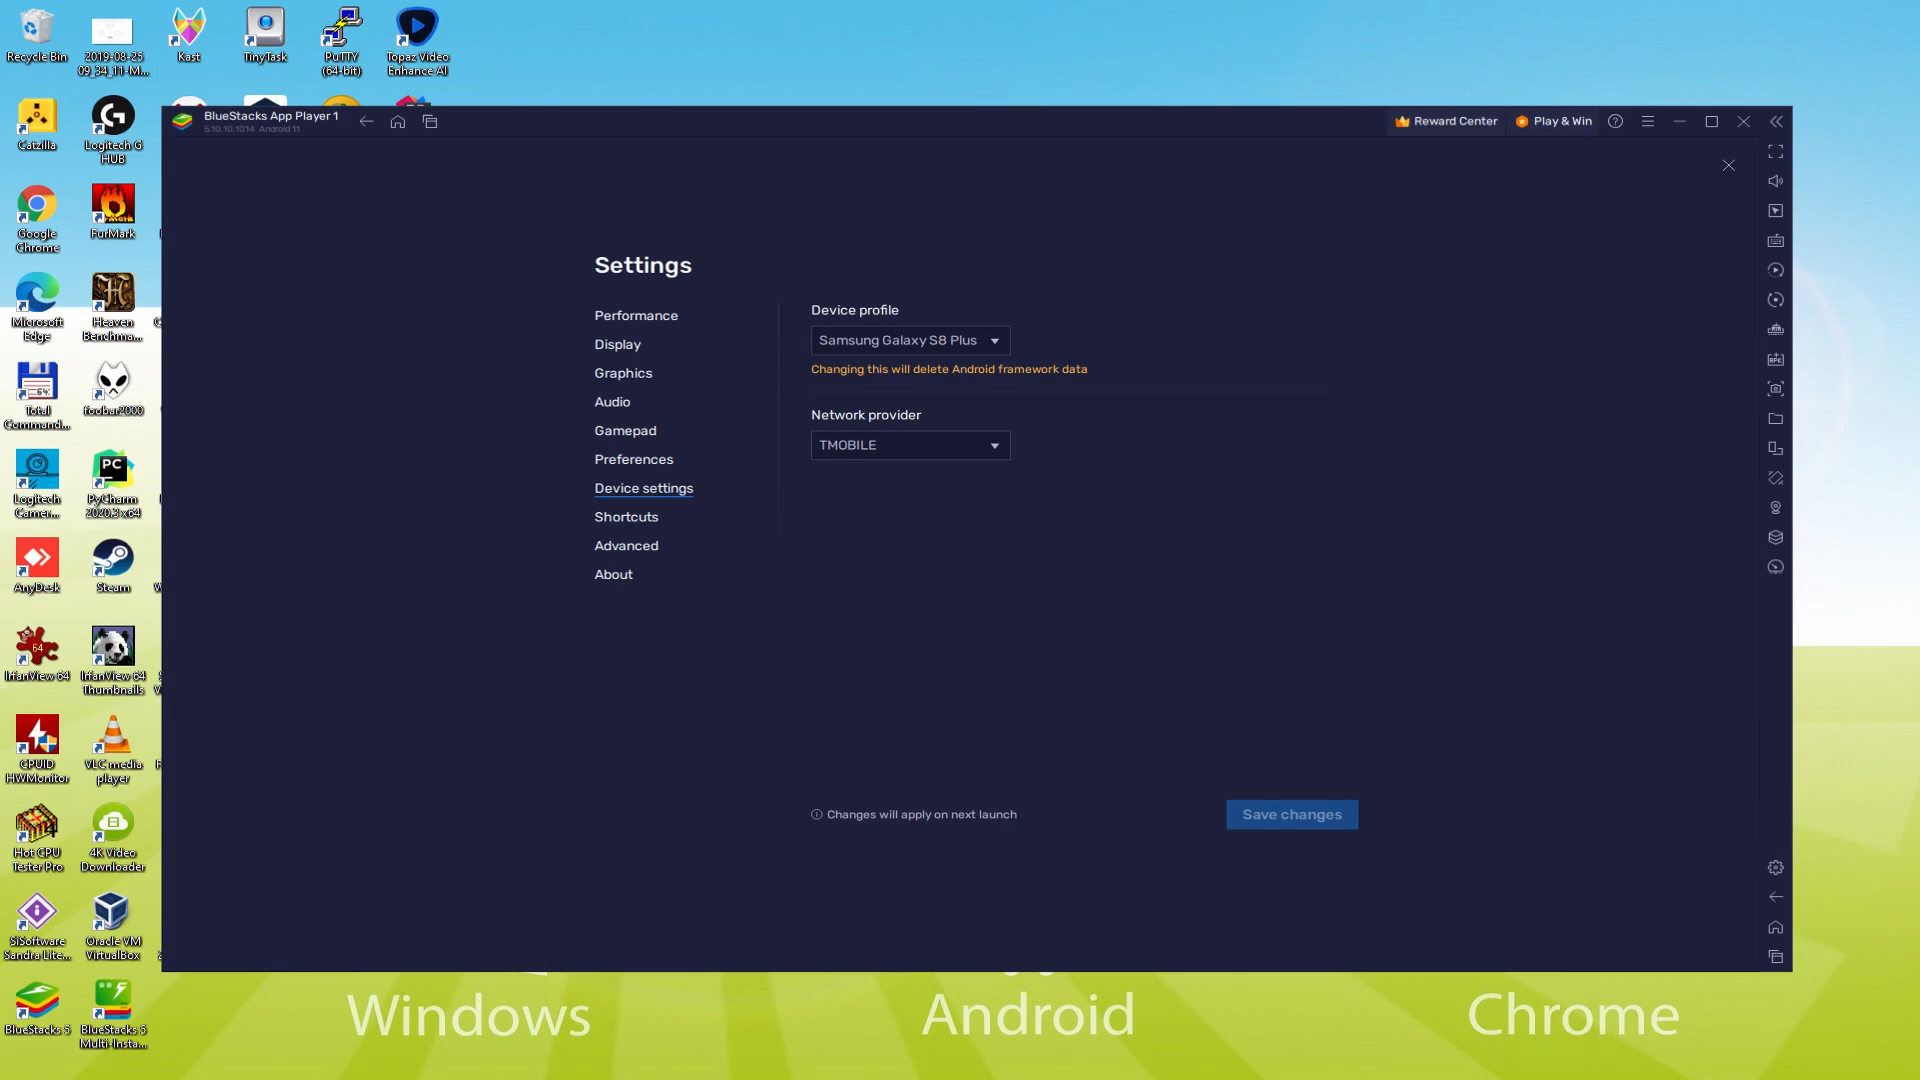 Recycle Bin
2019-08-25
09_34_11-M...
Kast
TinyTask
PuTTY
(64-bit)
Topaz Video
Enhance AI
Catzilla
Logitech G
HUB
Google
Chrome
FurMark
Microsoft
Edge
Heaven
Benchma...
Total
Command...
foobar2000
Logitech
Camer...
PyCharm
2020.3 x64
AnyDesk
Steam
IrfanView 64
IrfanView 64
Thumbnails
CPUID
HWMonitor
VLC media
player
Hot CPU
Tester Pro
4K Video
Downloader
SiSoftware
Sandra Lite...
Oracle VM
VirtualBox
BlueStacks 5
BlueStacks 5
Multi-Insta...
BlueStacks App Player 1
5.10.10.1014 Android 11
Reward Center
Play & Win
Settings
Performance
Display
Graphics
Audio
Gamepad
Preferences
Device settings
Shortcuts
Advanced
About
Device profile
Samsung Galaxy S8 Plus
Changing this will delete Android framework data
Network provider
TMOBILE
Changes will apply on next launch
Save changes
Windows
Android
Chrome